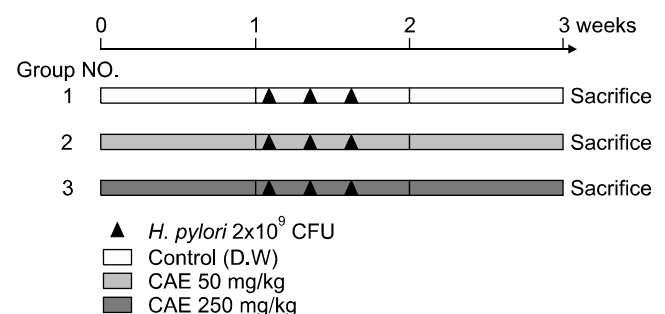 0 1 2 3 weeks
Group NO.
1 Sacrifice
2 Sacrifice
3 Sacrifice
H. pylori 2x10⁹ CFU
Control (D.W)
CAE 50 mg/kg
CAE 250 mg/kg